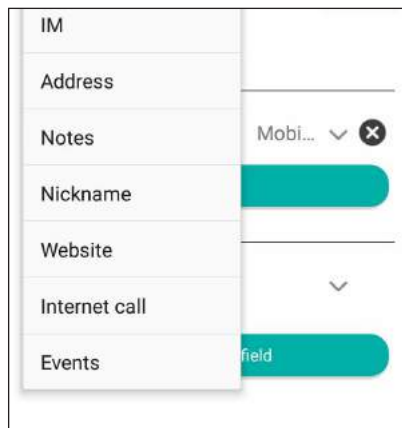 IM
Address
Notes
Mobi...
Nickname
Website
Internet call
Events
field